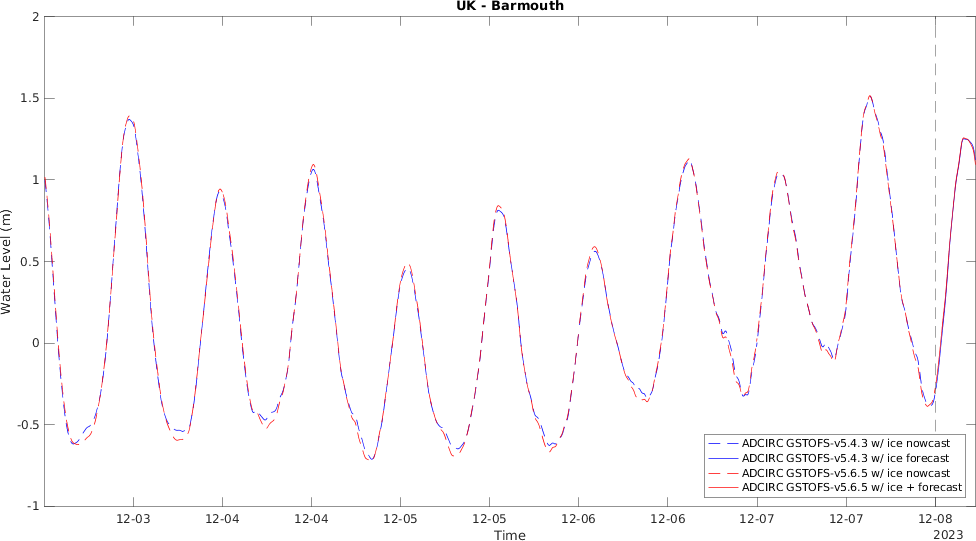 UK - Barmouth
2
1.5
1
0.5
0
-0.5
-1
Water Level (m)
ADCIRC GSTOFS-v5.4.3 w/ ice nowcast
ADCIRC GSTOFS-v5.4.3 w/ ice forecast
ADCIRC GSTOFS-v5.6.5 w/ ice nowcast
ADCIRC GSTOFS-v5.6.5 w/ ice + forecast
12-03 12-04 12-04 12-05 12-05 12-06 12-06 12-07 12-07 12-08
2023
Time